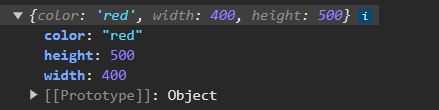 ▼ {color: 'red', width: 400, height: 500} i
color: "red"
height: 500
width: 400
▶ [[Prototype]]: Object